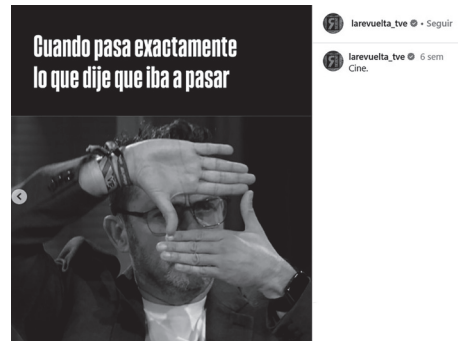 Cuando pasa exactamente
lo que dije que iba a pasar
larevuelta_tve • Seguir
larevuelta_tve 6 sem
Cine.